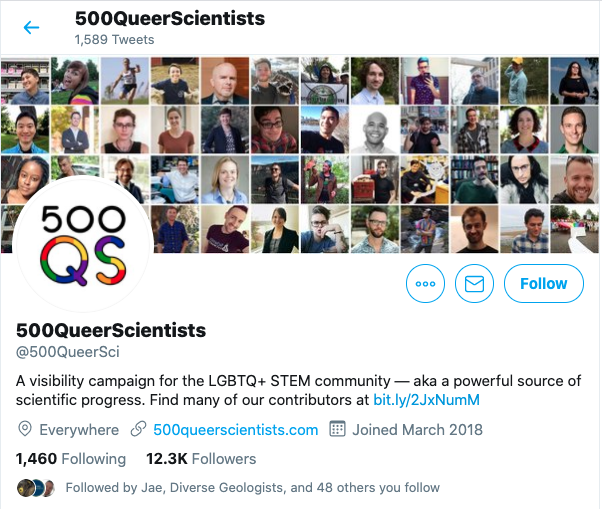 500QueerScientists
1,589 Tweets
500
QS
Follow
500QueerScientists
@500QueerSci
A visibility campaign for the LGBTQ+ STEM community — aka a powerful source of
scientific progress. Find many of our contributors at bit.ly/2JxNumM
Everywhere 500queerscientists.com Joined March 2018
1,460 Following 12.3K Followers
Followed by Jae, Diverse Geologists, and 48 others you follow